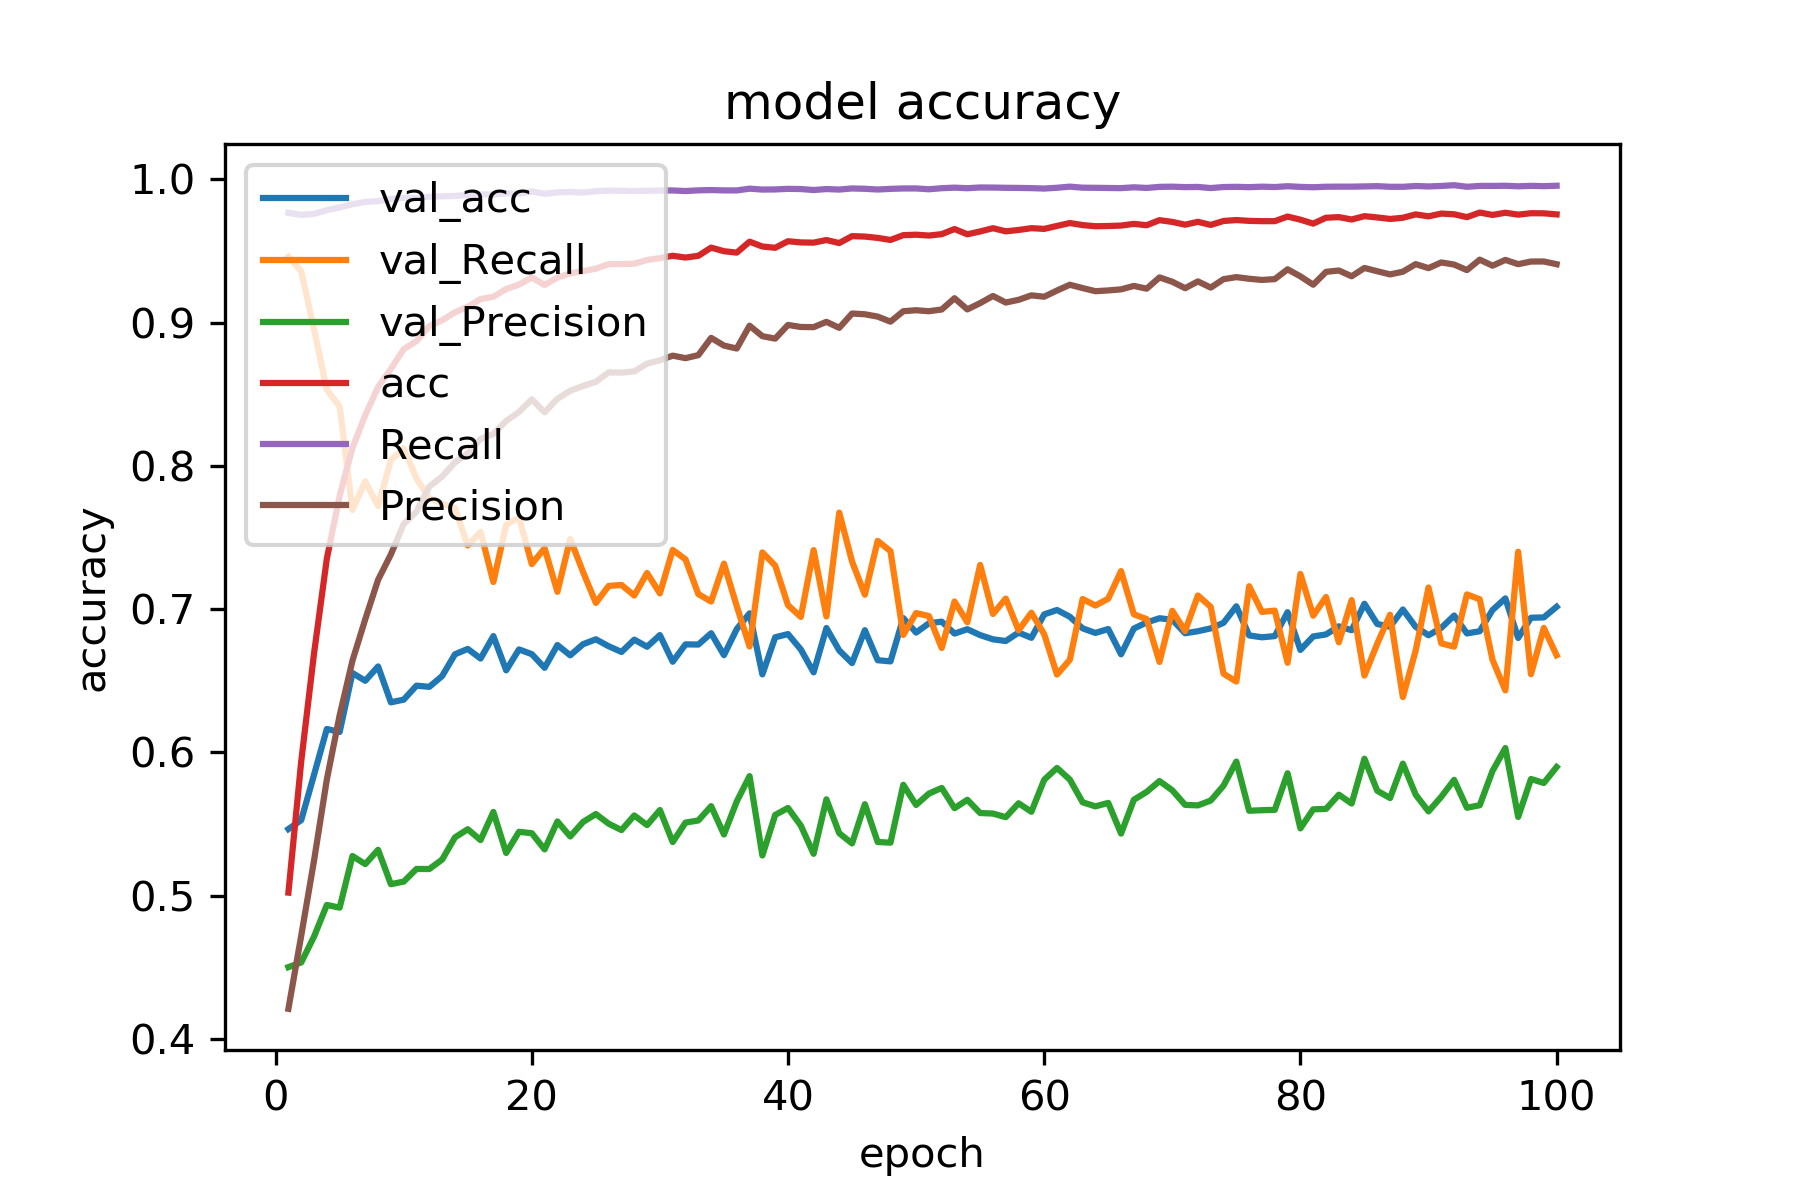 model accuracy
1.0
0.9
0.8
0.7
0.6
0.5
0.4
accuracy
val_acc
val_Recall
val_Precision
acc
Recall
Precision
0 20 40 60 80 100
epoch